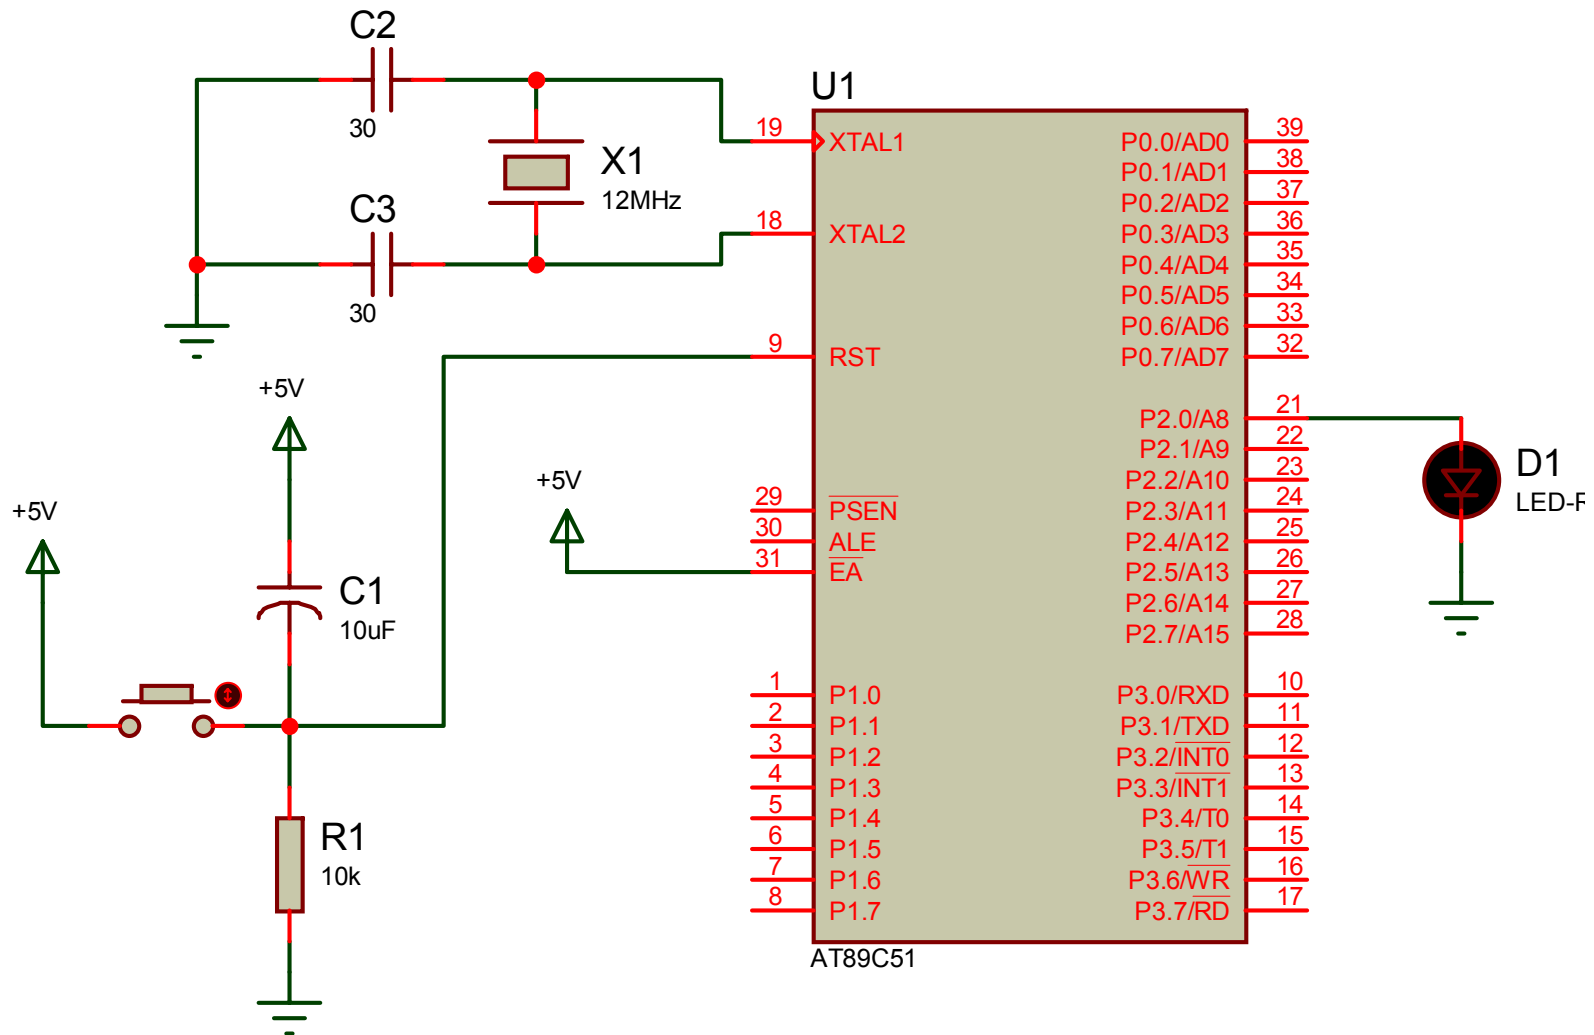 C2
30
X1
12MHz
C3
30
U1
19 XTAL1
18 XTAL2
9 RST
29 PSEN
30 ALE
31 EA
1 P1.0
2 P1.1
3 P1.2
4 P1.3
5 P1.4
6 P1.5
7 P1.6
8 P1.7
P0.0/AD0 39
P0.1/AD1 38
P0.2/AD2 37
P0.3/AD3 36
P0.4/AD4 35
P0.5/AD5 34
P0.6/AD6 33
P0.7/AD7 32
P2.0/A8 21
P2.1/A9 22
P2.2/A10 23
P2.3/A11 24
P2.4/A12 25
P2.5/A13 26
P2.6/A14 27
P2.7/A15 28
P3.0/RXD 10
P3.1/TXD 11
P3.2/INT0 12
P3.3/INT1 13
P3.4/T0 14
P3.5/T1 15
P3.6/WR 16
P3.7/RD 17
AT89C51
+5V
+5V
+5V
C1
10uF
R1
10k
D1
LED-R